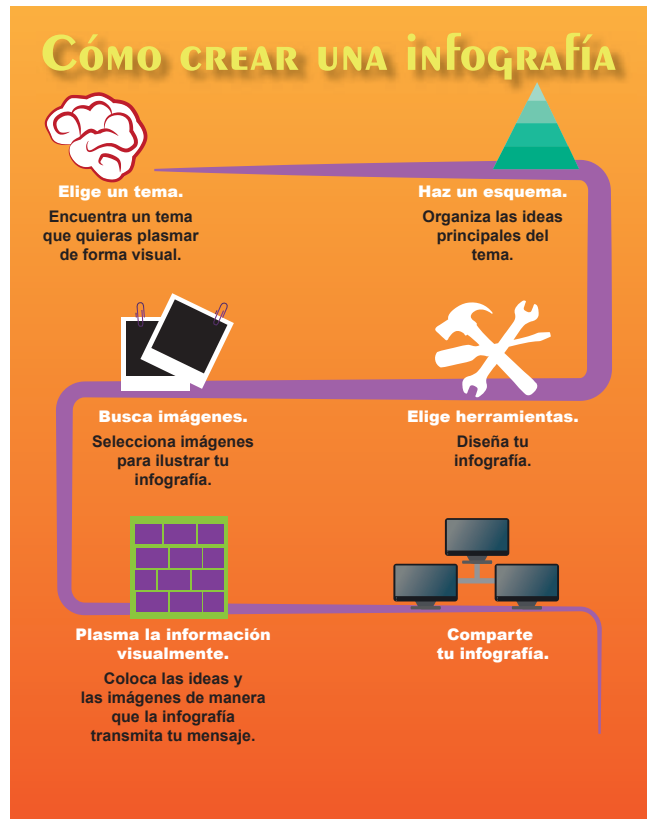 Cómo crear una infografía
Elige un tema.
Encuentra un tema
que quieras plasmar
de forma visual.
Haz un esquema.
Organiza las ideas
principales del
tema.
Elige herramientas.
Diseña tu
infografía.
Busca imágenes.
Selecciona imágenes
para ilustrar tu
infografía.
Plasma la información
visualmente.
Coloca las ideas y
las imágenes de manera
que la infografía
transmita tu mensaje.
Comparte
tu infografía.